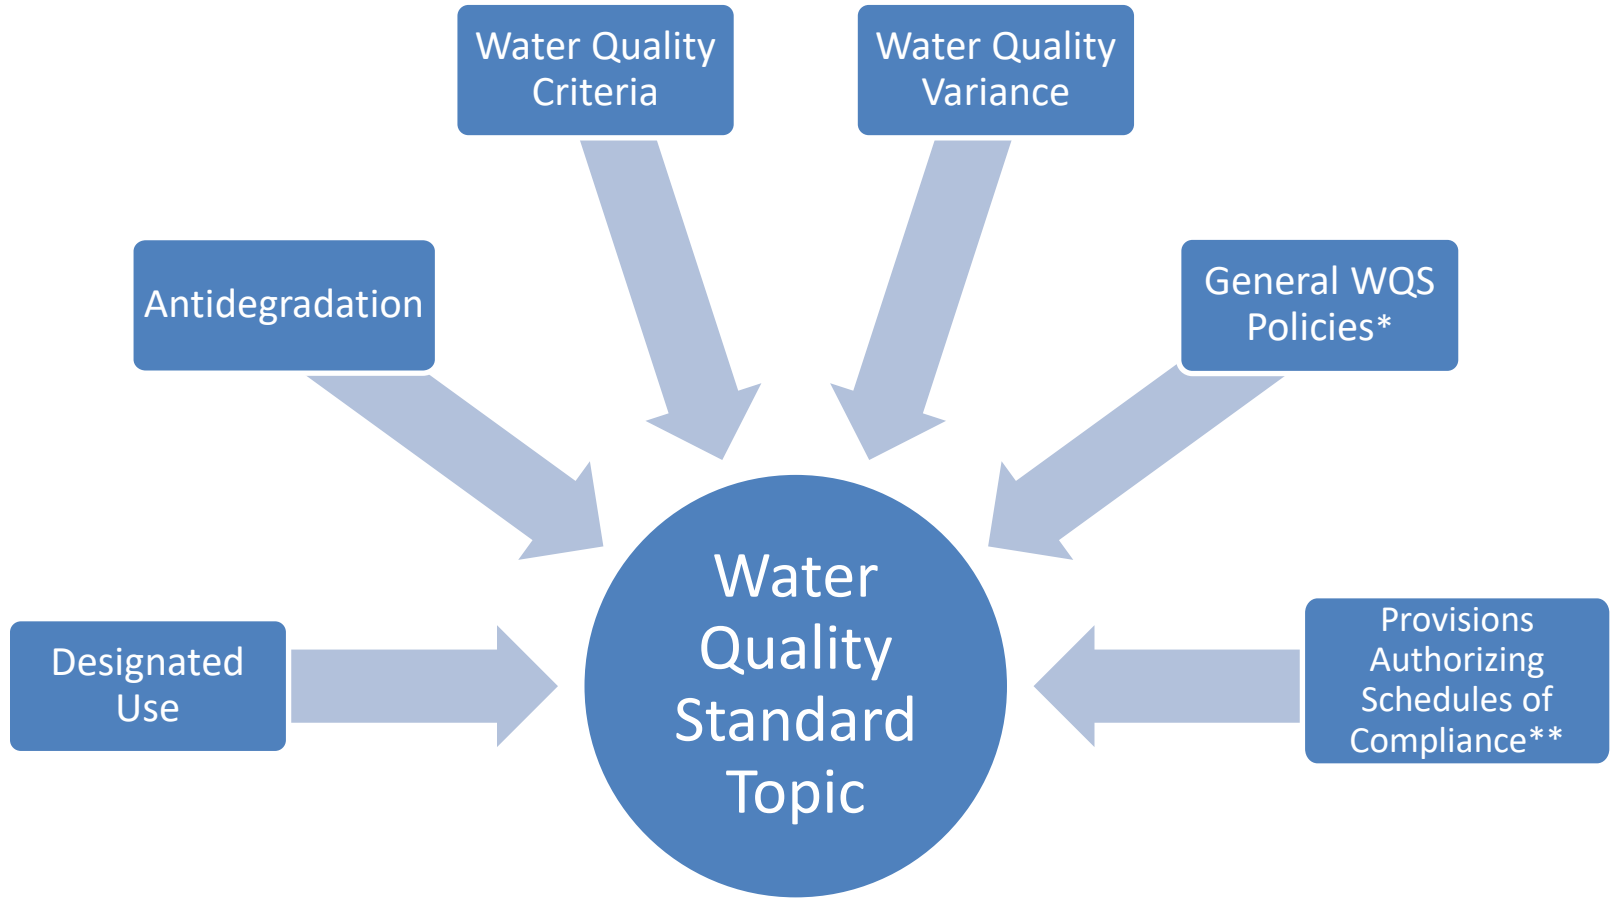 Water Quality
Criteria
Water Quality
Variance
Antidegradation
General WQS
Policies*
Designated
Use
Water
Quality
Standard
Topic
Provisions
Authorizing
Schedules of
Compliance**